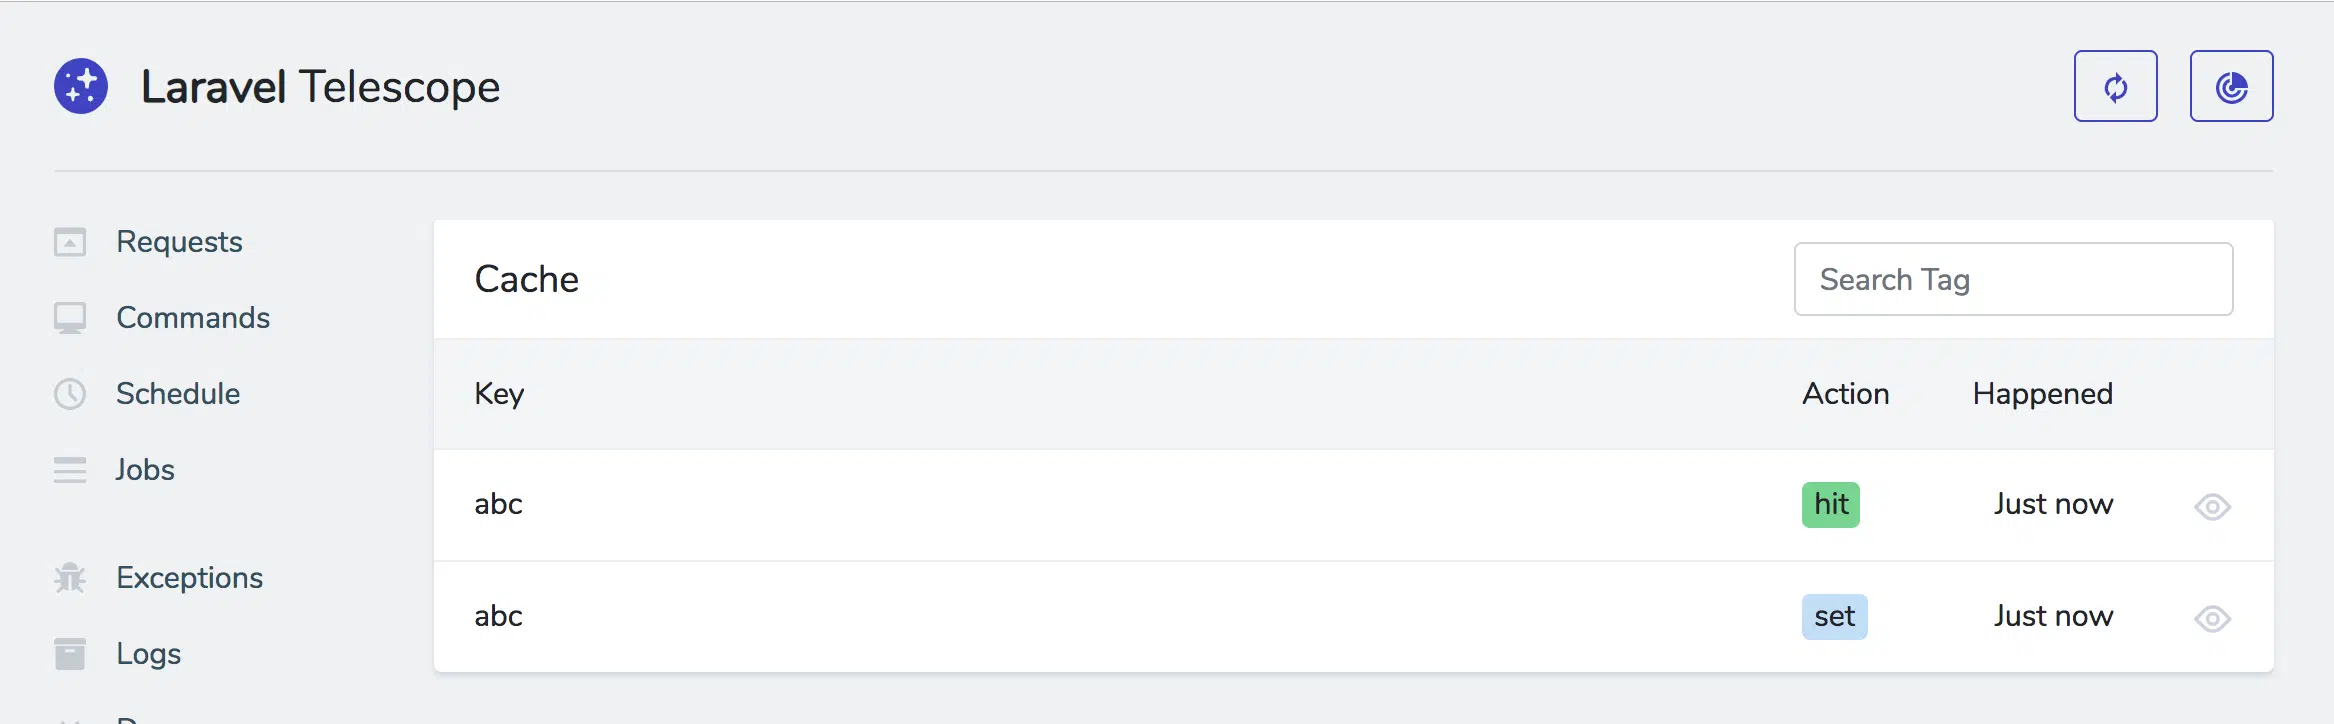 Laravel Telescope
Requests
Commands
Schedule
Jobs
Exceptions
Logs
Cache
Search Tag
Key Action Happened
abc hit Just now
abc set Just now